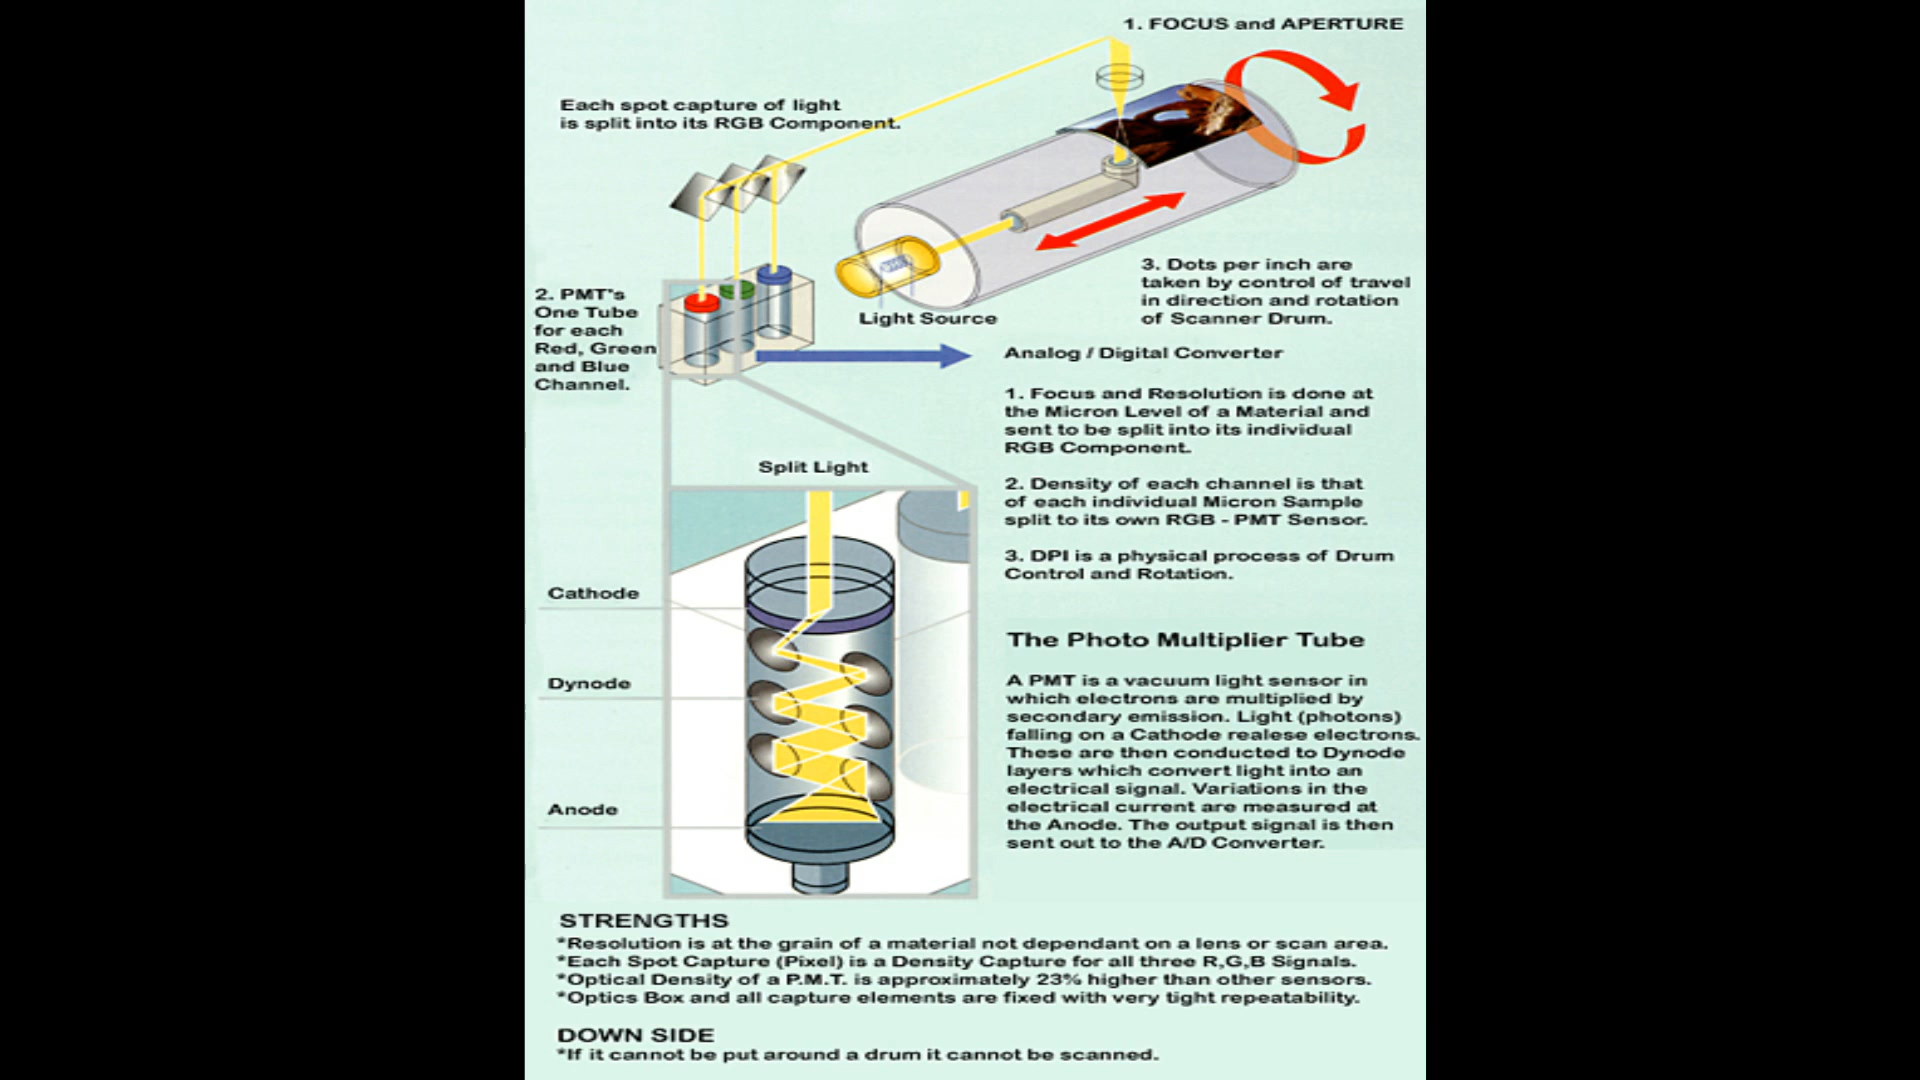 1. FOCUS and APERTURE
Each spot capture of light
is split into its RGB Component.
2. PMT's
One Tube
for each
Red, Green
and Blue
Channel.
Light Source
3. Dots per inch are
taken by control of travel
in direction and rotation
of Scanner Drum.
Analog / Digital Converter
1. Focus and Resolution is done at
the Micron Level of a Material and
sent to be split into its individual
RGB Component.
2. Density of each channel is that
of each individual Micron Sample
split to its own RGB - PMT Sensor.
3. DPI is a physical process of Drum
Control and Rotation.
Split Light
Cathode
Dynode
Anode
The Photo Multiplier Tube
A PMT is a vacuum light sensor in
which electrons are multiplied by
secondary emission. Light (photons)
falling on a Cathode realese electrons.
These are then conducted to Dynode
layers which convert light into an
electrical signal. Variations in the
electrical current are measured at
the Anode. The output signal is then
sent out to the A/D Converter.
STRENGTHS
*Resolution is at the grain of a material not dependant on a lens or scan area.
*Each Spot Capture (Pixel) is a Density Capture for all three R,G,B Signals.
*Optical Density of a P.M.T. is approximately 23% higher than other sensors.
*Optics Box and all capture elements are fixed with very tight repeatability.
DOWN SIDE
*If it cannot be put around a drum it cannot be scanned.